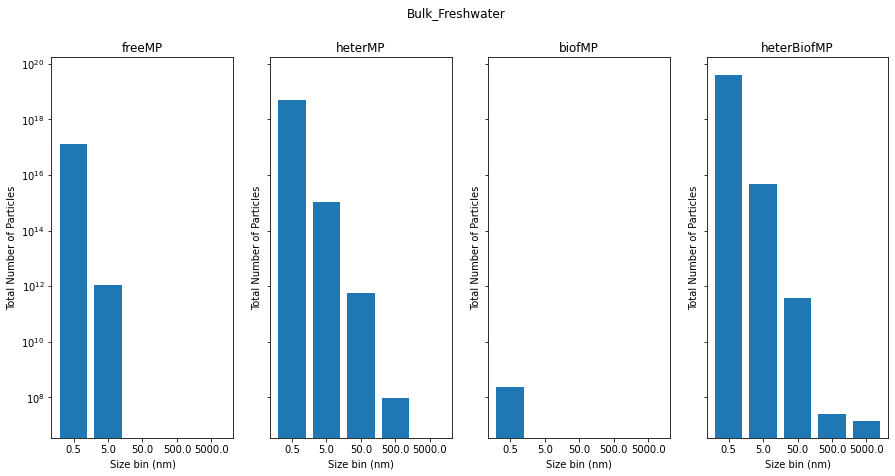 Bulk_Freshwater
freeMP
heterMP
biofMP
heterBiofMP
Total Number of Particles
10^20
10^18
10^16
10^14
10^12
10^10
10^8
Total Number of Particles
Total Number of Particles
Total Number of Particles
0.5 5.0 50.0 500.0 5000.0
0.5 5.0 50.0 500.0 5000.0
0.5 5.0 50.0 500.0 5000.0
0.5 5.0 50.0 500.0 5000.0
Size bin (nm)
Size bin (nm)
Size bin (nm)
Size bin (nm)